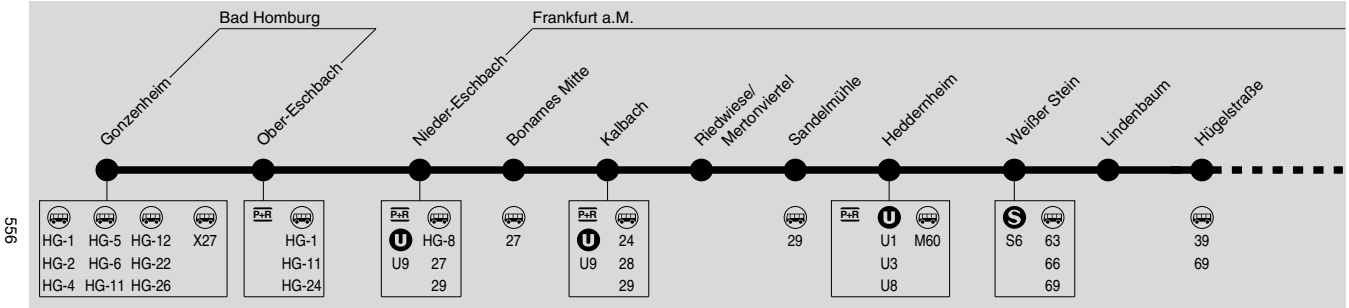 Bad Homburg
Frankfurt a.M.
Gonzenheim
Ober-Eschbach
Nieder-Eschbach
Bonames Mitte
Kalbach
Riedwiese/
Mertonviertel
Sandelmühle
Heddernheim
Weißer Stein
Lindenbaum
Hügelstraße
HG-1 HG-5 HG-12 X27
HG-2 HG-6 HG-22
HG-4 HG-11 HG-26
P+R
HG-1
HG-11
HG-24
P+R
U HG-8
U9 27
29
27
P+R 24
U 28
U9 29
29
P+R U
U1 M60
U3
U8
S
S6 63
66
69
39
69
556